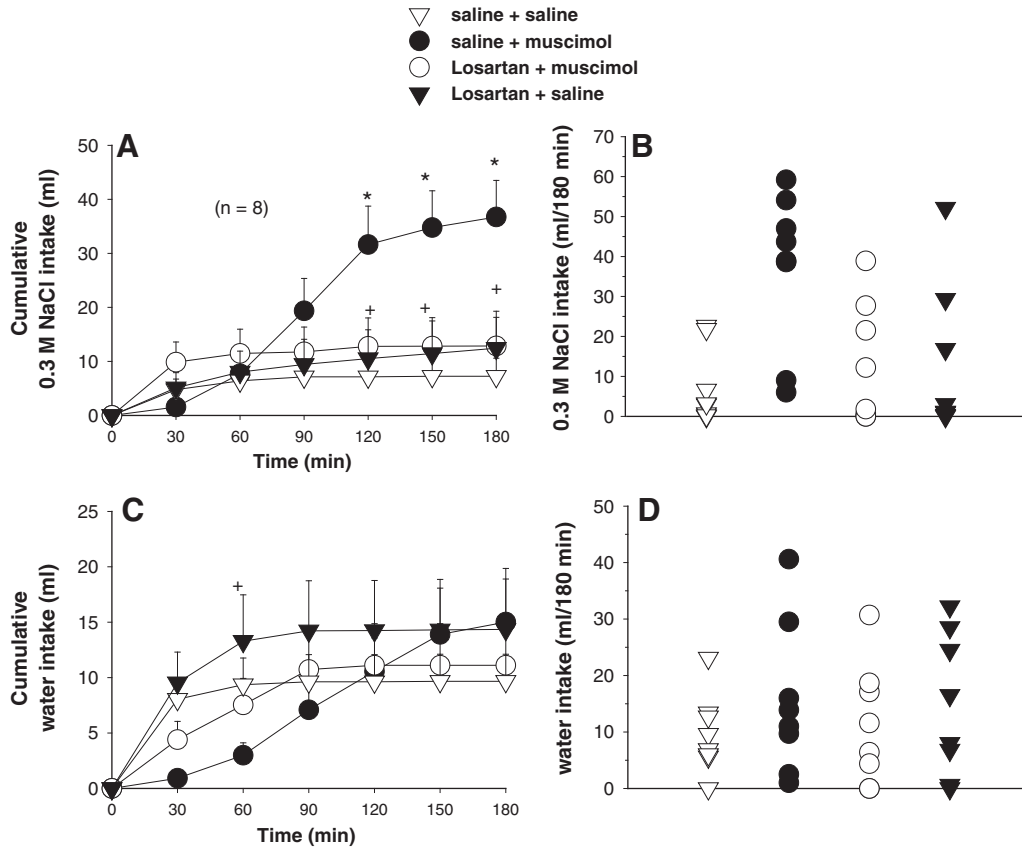 saline + saline
saline + muscimol
Losartan + muscimol
Losartan + saline
A
Cumulative
0.3 M NaCl intake (ml)
50
40
30
20
10
0
(n = 8)
*
*
*
+
+
+
0
30
60
90
120
150
180
Time (min)
B
0.3 M NaCl intake (ml/180 min)
70
60
50
40
30
20
10
0
C
Cumulative
water intake (ml)
25
20
15
10
5
0
+
0
30
60
90
120
150
180
Time (min)
D
water intake (ml/180 min)
50
40
30
20
10
0